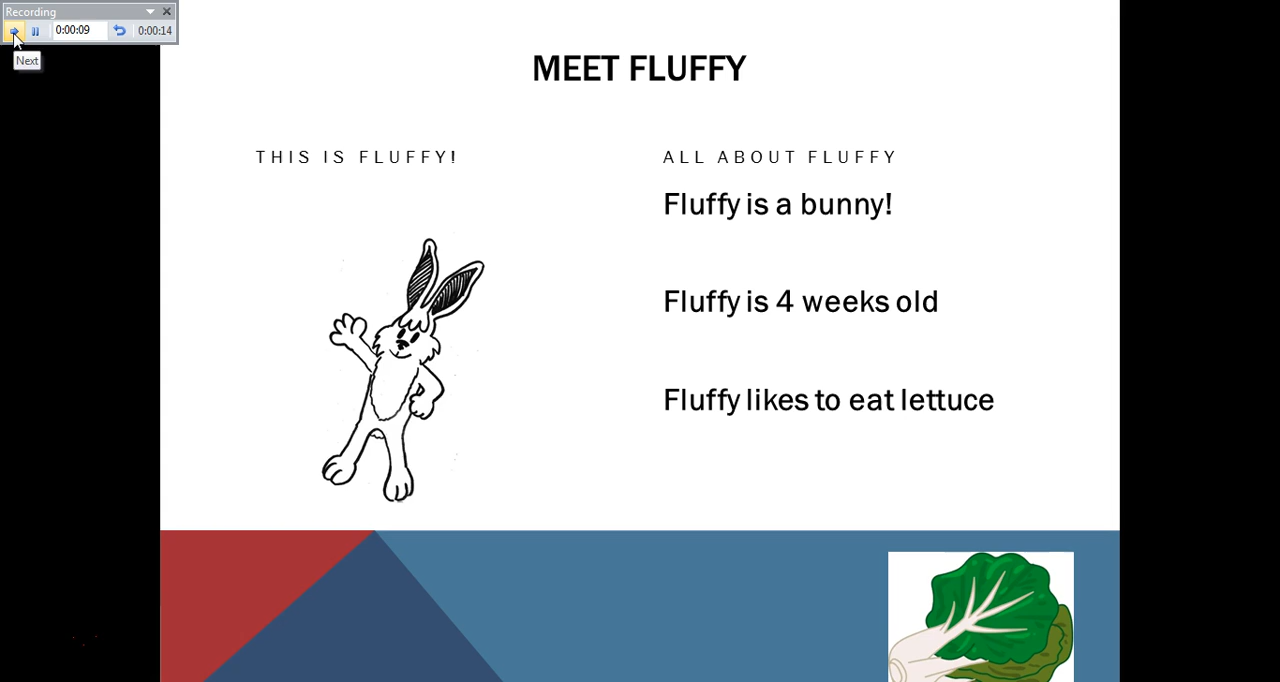 Recording
0:00:09 0:00:14
Next
MEET FLUFFY
THIS IS FLUFFY!
ALL ABOUT FLUFFY
Fluffy is a bunny!
Fluffy is 4 weeks old
Fluffy likes to eat lettuce